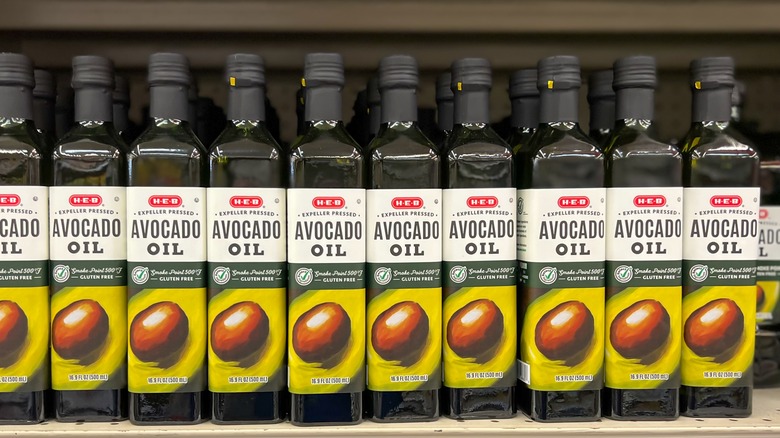 H-E-B
EXPELLER PRESSED
AVOCADO
OIL
Smoke Point 500°F
GLUTEN FREE
16.9 FL OZ (500 mL)